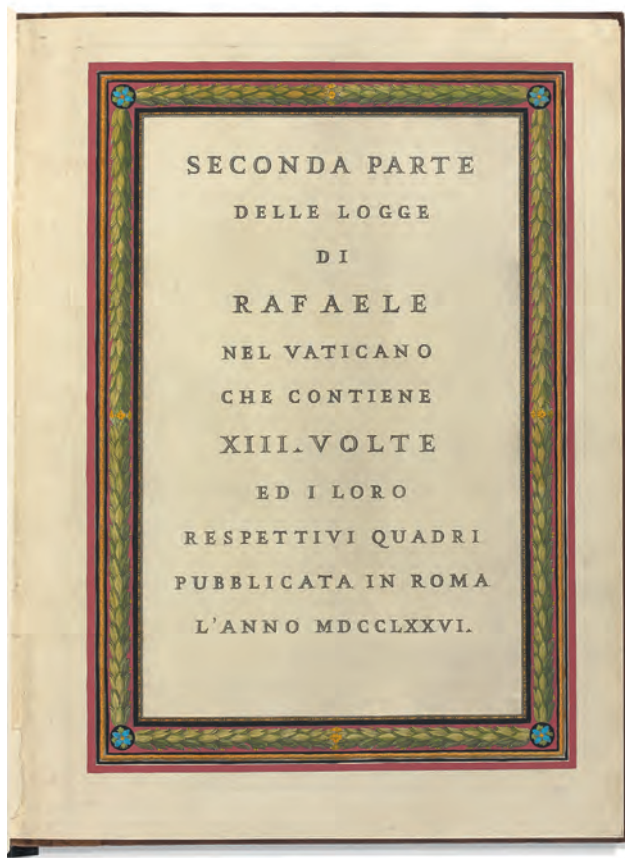 SECONDA PARTE
DELLE LOGGE
DI
RAFAELE
NEL VATICANO
CHE CONTIENE
XIII. VOLTE
ED I LORO
RESPETTIVI QUADRI
PUBBLICATA IN ROMA
L'ANNO MDCCLXXVI.